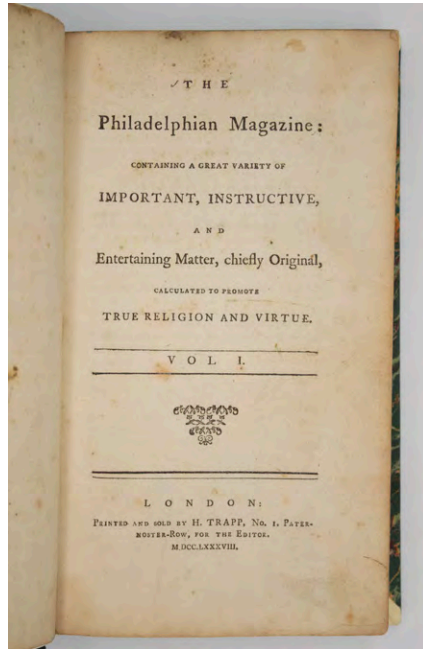 THE
Philadelphian Magazine:
CONTAINING A GREAT VARIETY OF
IMPORTANT, INSTRUCTIVE,
AND
Entertaining Matter, chiefly Original,
CALCULATED TO PROMOTE
TRUE RELIGION AND VIRTUE.
VOL I.
LONDON:
PRINTED AND SOLD BY H. TRAPP, No. 1. PATER-
NOSTER-ROW, FOR THE EDITOR.
M.DCC.LXXXVIII.